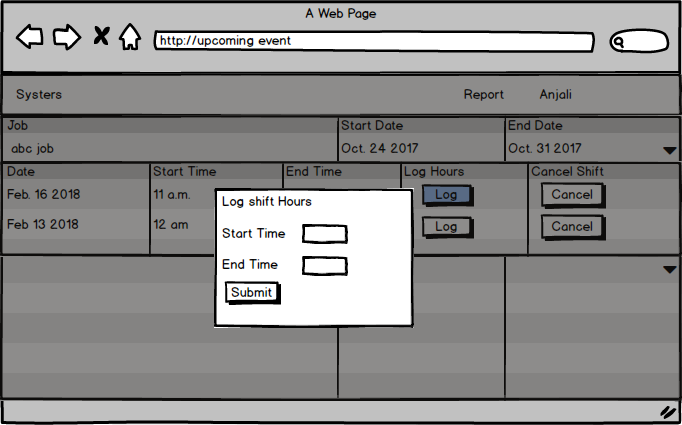 A Web Page
http://upcoming event
Systers Report Anjali
Job Start Date End Date
abc job Oct. 24 2017 Oct. 31 2017
Date Start Time End Time Log Hours Cancel Shift
Feb. 16 2018 11 a.m. Log Cancel
Feb 13 2018 12 am Log Cancel
Log shift Hours
Start Time
End Time
Submit